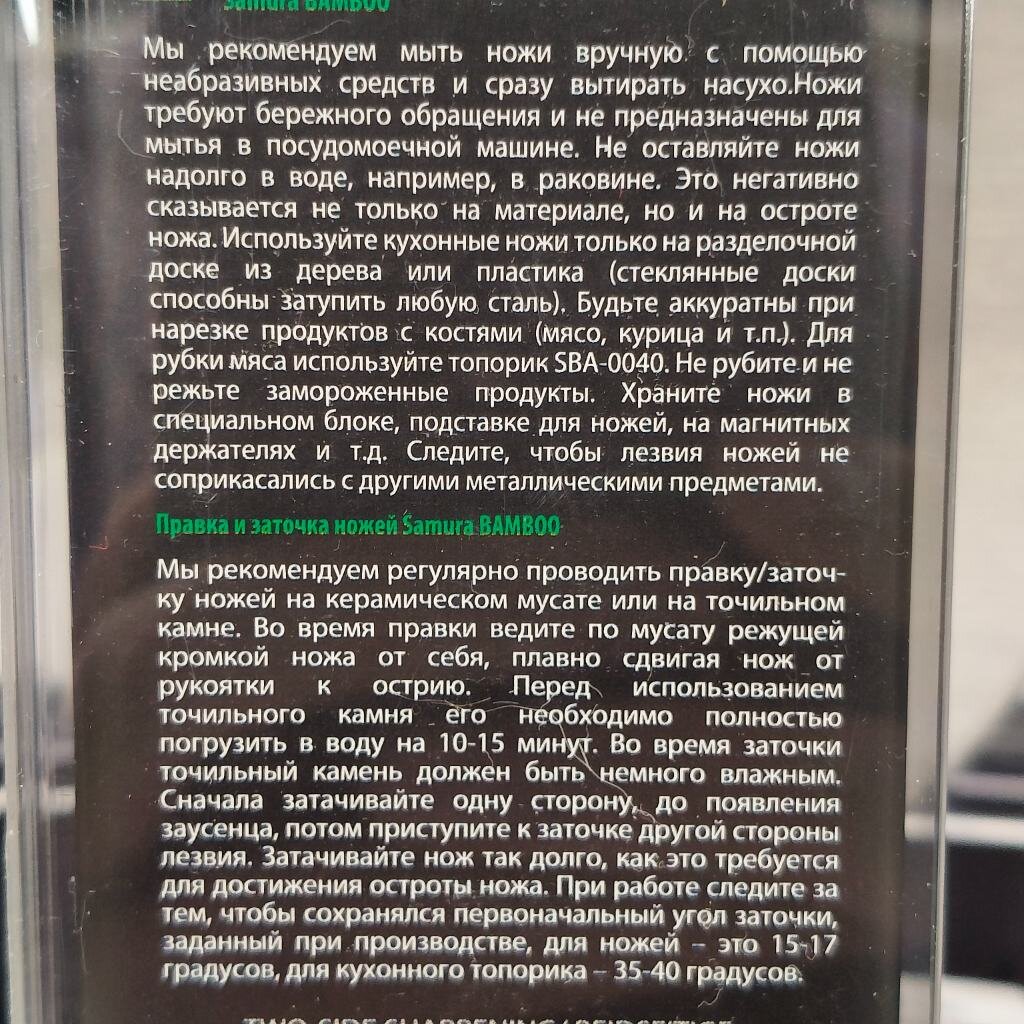 Samura BAMBOO
Мы рекомендуем мыть ножи вручную с помощью
неабразивных средств и сразу вытирать насухо.Ножи
требуют бережного обращения и не предназначены для
мытья в посудомоечной машине. Не оставляйте ножи
надолго в воде, например, в раковине. Это негативно
сказывается не только на материале, но и на остроте
ножа. Используйте кухонные ножи только на разделочной
доске из дерева или пластика (стеклянные доски
способны затупить любую сталь). Будьте аккуратны при
нарезке продуктов с костями (мясо, курица и т.п.). Для
рубки мяса используйте топорик SBA-0040. Не рубите и не
режьте замороженные продукты. Храните ножи в
специальном блоке, подставке для ножей, на магнитных
держателях и т.д. Следите, чтобы лезвия ножей не
соприкасались с другими металлическими предметами.
Правка и заточка ножей Samura BAMBOO
Мы рекомендуем регулярно проводить правку/заточ-
ку ножей на керамическом мусате или на точильном
камне. Во время правки ведите по мусату режущей
кромкой ножа от себя, плавно сдвигая нож от
рукоятки к острию. Перед использованием
точильного камня его необходимо полностью
погрузить в воду на 10-15 минут. Во время заточки
точильный камень должен быть немного влажным.
Сначала затачивайте одну сторону, до появления
заусенца, потом приступите к заточке другой стороны
лезвия. Затачивайте нож так долго, как это требуется
для достижения остроты ножа. При работе следите за
тем, чтобы сохранялся первоначальный угол заточки,
заданный при производстве, для ножей – это 15-17
градусов, для кухонного топорика – 35-40 градусов.